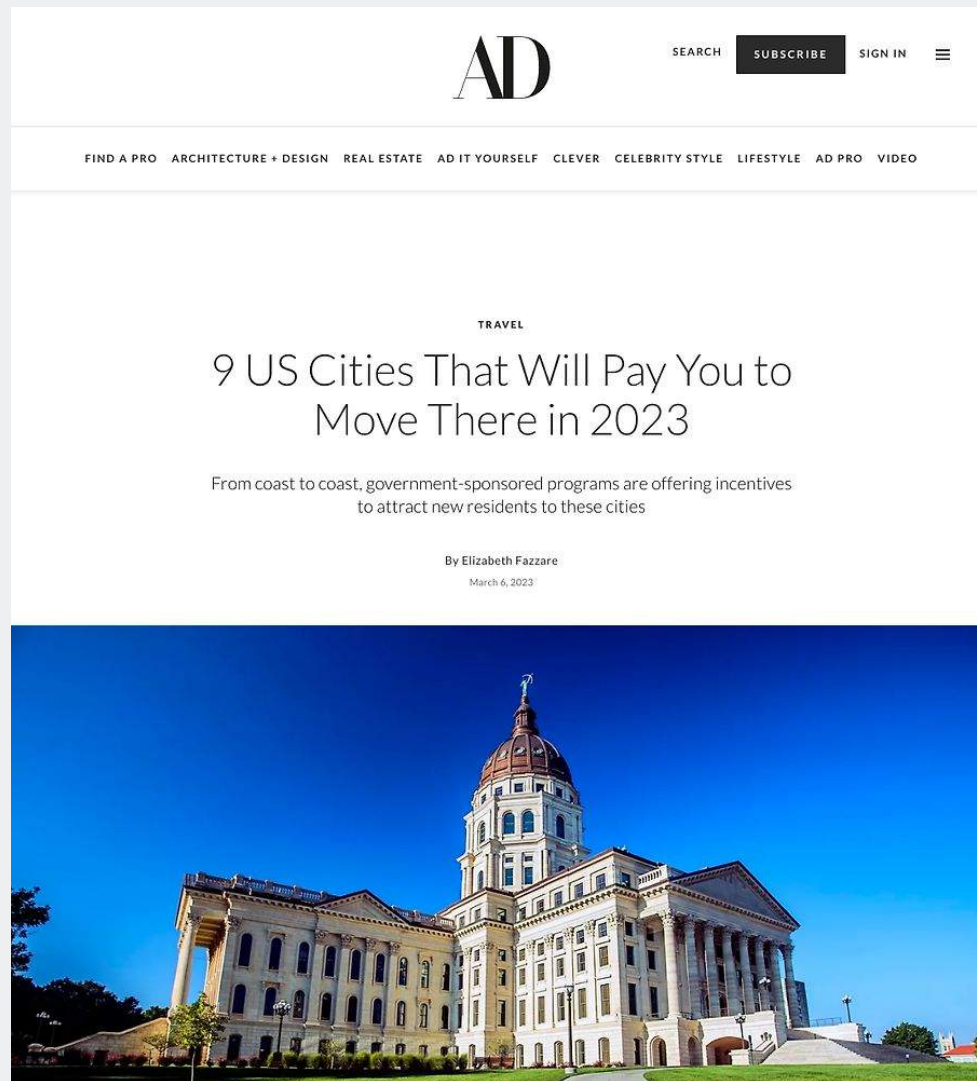 AD
SEARCH
SUBSCRIBE
SIGN IN
FIND A PRO ARCHITECTURE + DESIGN REAL ESTATE AD IT YOURSELF CLEVER CELEBRITY STYLE LIFESTYLE AD PRO VIDEO
TRAVEL
9 US Cities That Will Pay You to
Move There in 2023
From coast to coast, government-sponsored programs are offering incentives
to attract new residents to these cities
By Elizabeth Fazzare
March 6, 2023